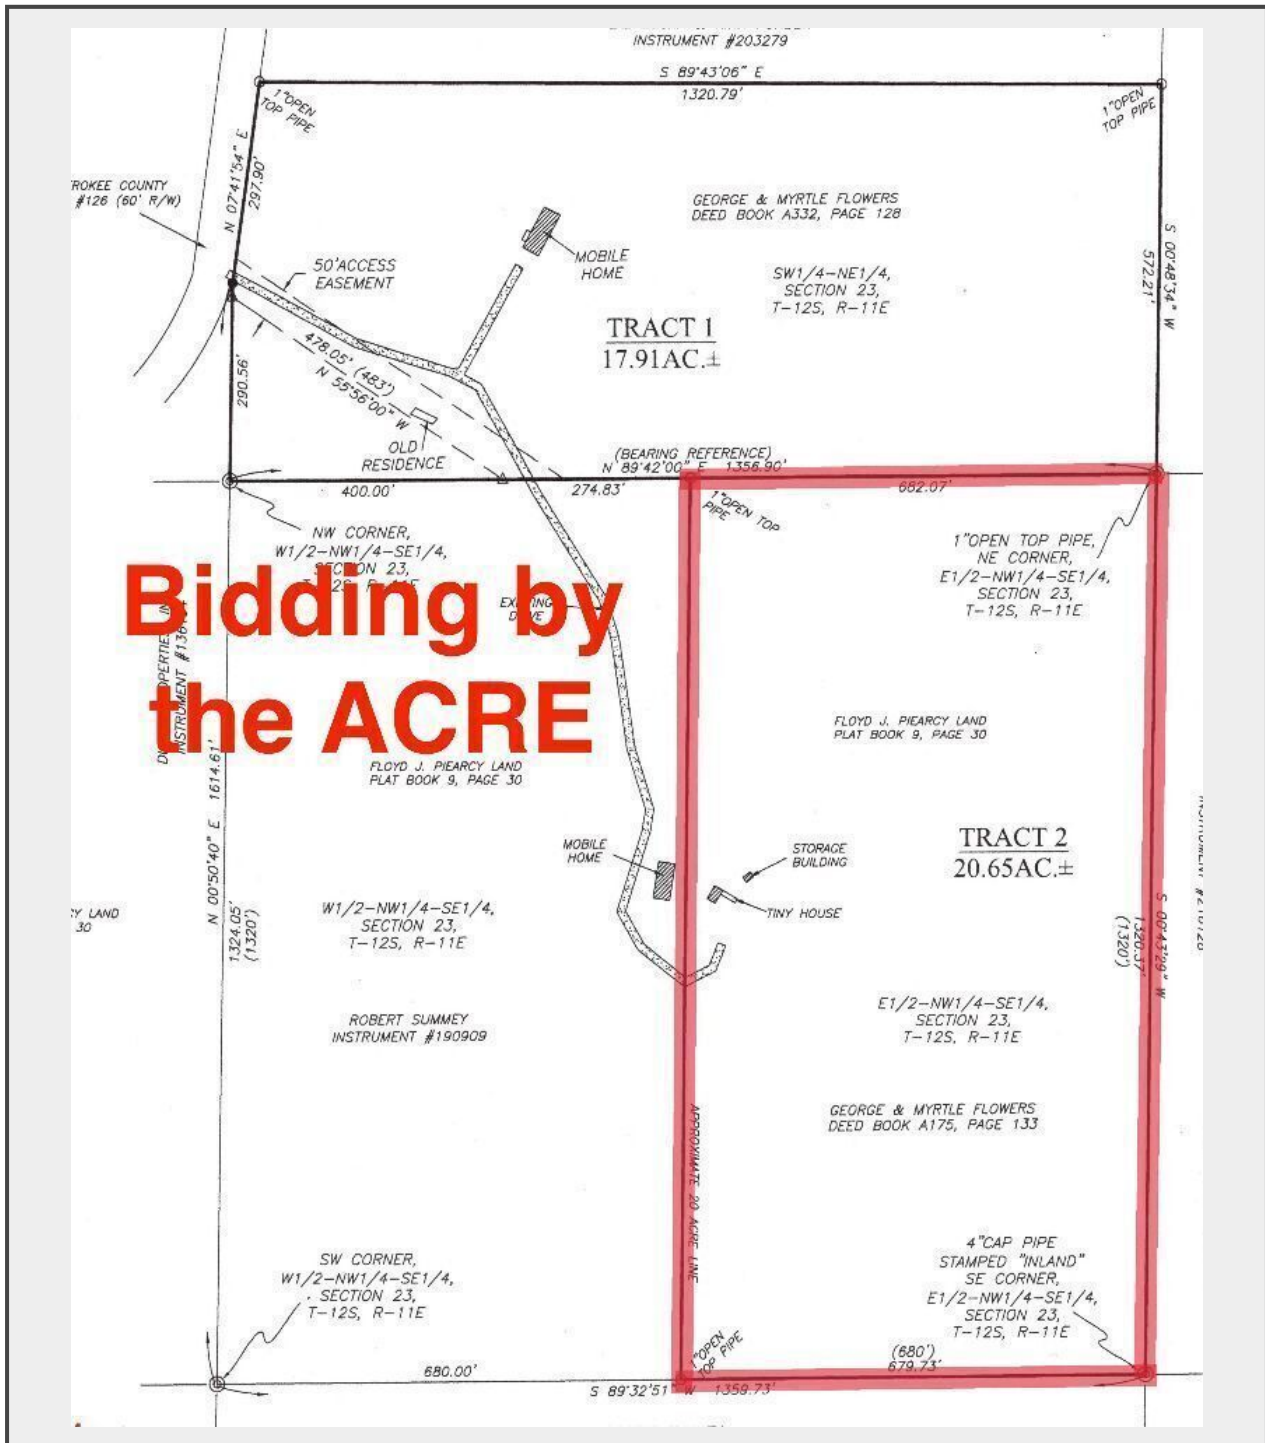 INSTRUMENT #203279
S 89°43'06" E
1320.79'
1"OPEN
TOP PIPE
1"OPEN
TOP PIPE
N 07°41'54" E
297.90'
ROKEE COUNTY
#126 (60' R/W)
GEORGE & MYRTLE FLOWERS
DEED BOOK A332, PAGE 128
MOBILE
HOME
50'ACCESS
EASEMENT
SW1/4-NE1/4,
SECTION 23,
T-12S, R-11E
S 00°48'34" W
572.21'
TRACT 1
17.91AC.±
478.05' (483')
N 55°56'00" W
290.56'
OLD
RESIDENCE
(BEARING REFERENCE)
N 89°42'00" E 1356.90'
400.00'
274.83'
682.07'
1"OPEN TOP
PIPE
NW CORNER,
W1/2-NW1/4-SE1/4,
SECTION 23,
T-12S, R-11E
1"OPEN TOP PIPE,
NE CORNER,
E1/2-NW1/4-SE1/4,
SECTION 23,
T-12S, R-11E
Bidding by
the ACRE
EXISTING
DRIVE
INSTRUMENT
N 00°50'40" E 1614.61'
1324.05'
(1320')
FLOYD J. PIEARCY LAND
PLAT BOOK 9, PAGE 30
FLOYD J. PIEARCY LAND
PLAT BOOK 9, PAGE 30
MOBILE
HOME
STORAGE
BUILDING
TINY HOUSE
TRACT 2
20.65AC.±
CY LAND
30
W1/2-NW1/4-SE1/4,
SECTION 23,
T-12S, R-11E
S 00°43'29" W
1320.37'
(1320')
E1/2-NW1/4-SE1/4,
SECTION 23,
T-12S, R-11E
ROBERT SUMMEY
INSTRUMENT #190909
GEORGE & MYRTLE FLOWERS
DEED BOOK A175, PAGE 133
APPROXIMATE 20 ACRE LINE
SW CORNER,
W1/2-NW1/4-SE1/4,
SECTION 23,
T-12S, R-11E
4"CAP PIPE
STAMPED "INLAND"
SE CORNER,
E1/2-NW1/4-SE1/4,
SECTION 23,
T-12S, R-11E
1"OPEN
TOP PIPE
680.00'
(680')
679.73'
S 89°32'51" W 1359.73'